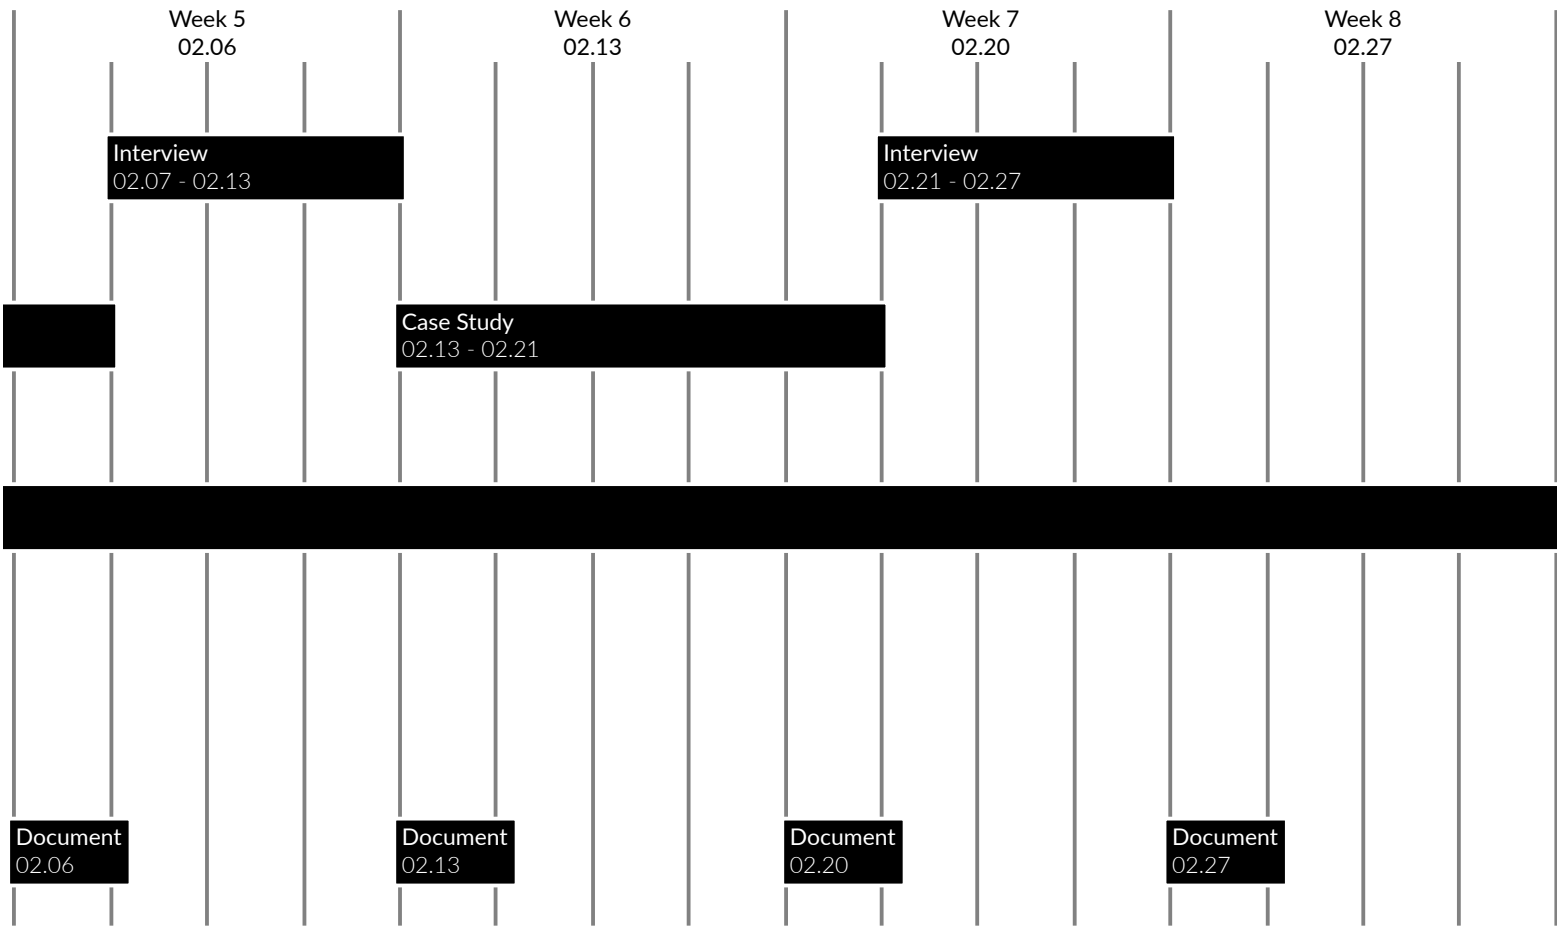 Week 5
02.06
Week 6
02.13
Week 7
02.20
Week 8
02.27
Interview
02.07 - 02.13
Interview
02.21 - 02.27
Case Study
02.13 - 02.21
Document
02.06
Document
02.13
Document
02.20
Document
02.27